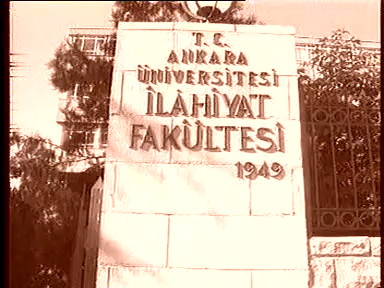 T.C.
ANKARA
ÜNİVERSİTESİ
İLAHİYAT
FAKÜLTESİ
1949